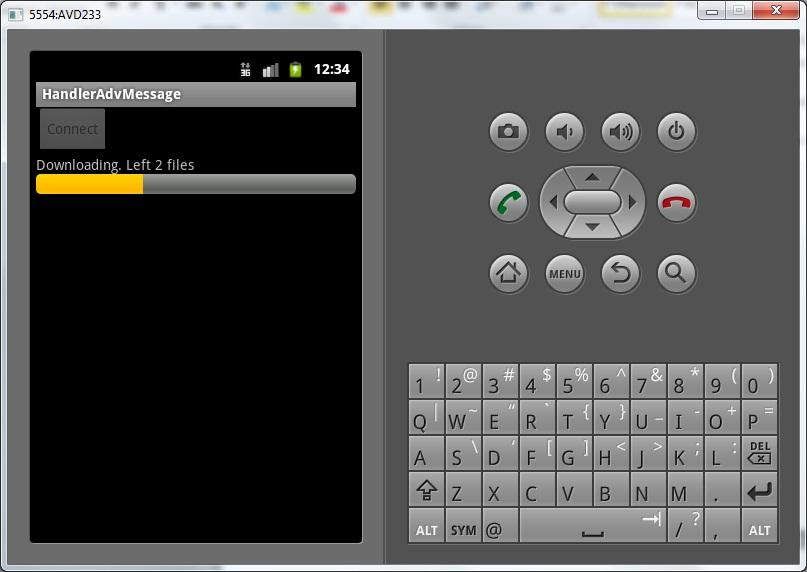 5554:AVD233
3G 12:34
HandlerAdvMessage
Connect
Downloading. Left 2 files
MENU
1 ! 2 @ 3 # 4 $ 5 % 6 ^ 7 & 8 * 9 ( 0 )
Q | W ~ E “ R ` T { Y } U _ I - O + P =
A S \ D ‘ F [ G ] H < J > K ; L : DEL
Z X C V B N M .
ALT SYM @ / ? , ALT